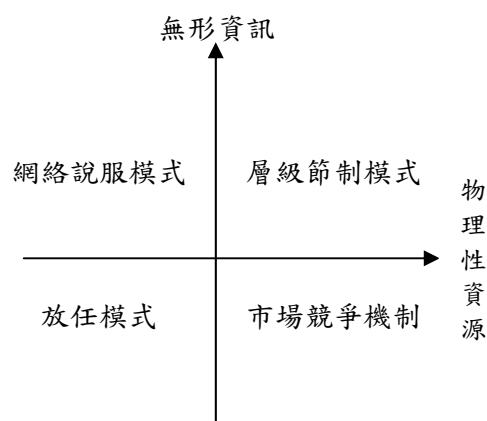 無形資訊
網絡說服模式
層級節制模式
物理性資源
放任模式
市場競爭機制